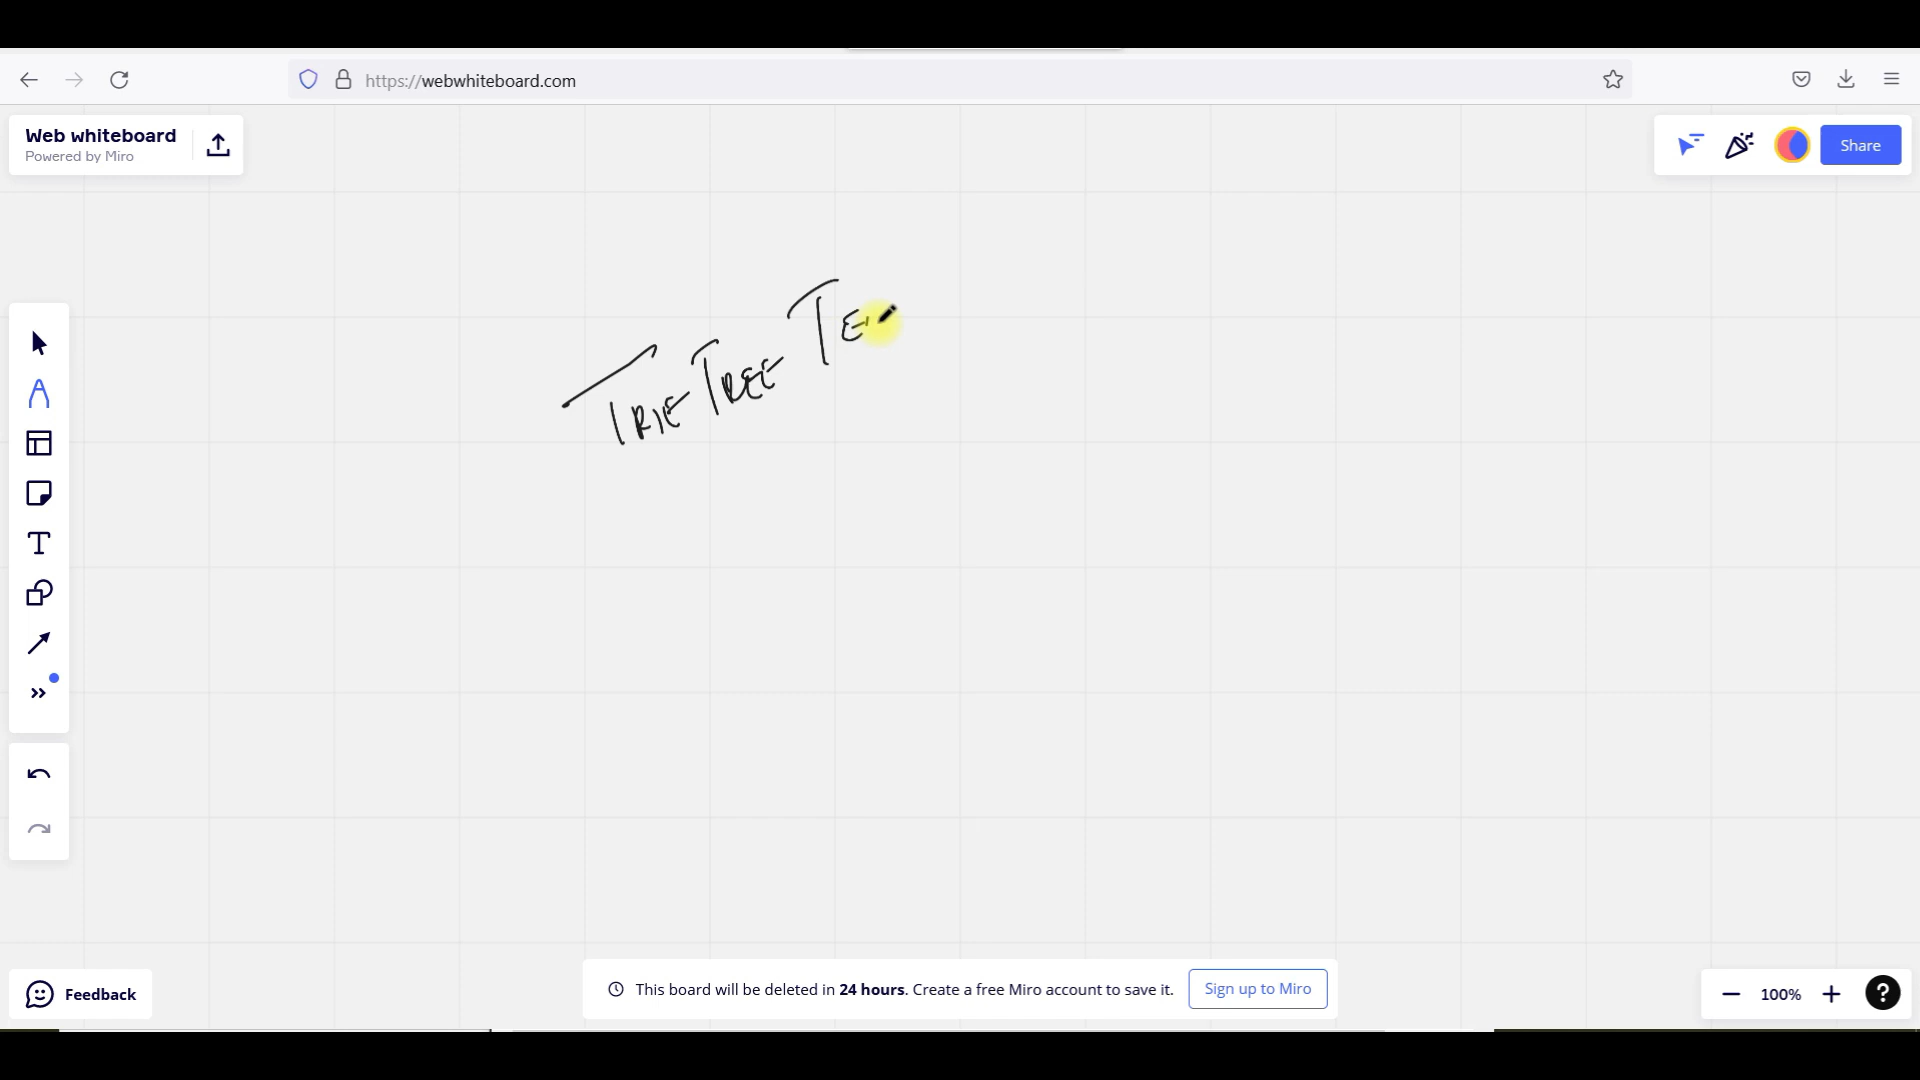 https://webwhiteboard.com
Web whiteboard
Powered by Miro
Share
TRIE TREE TE
This board will be deleted in 24 hours. Create a free Miro account to save it.
Sign up to Miro
Feedback
100%
?